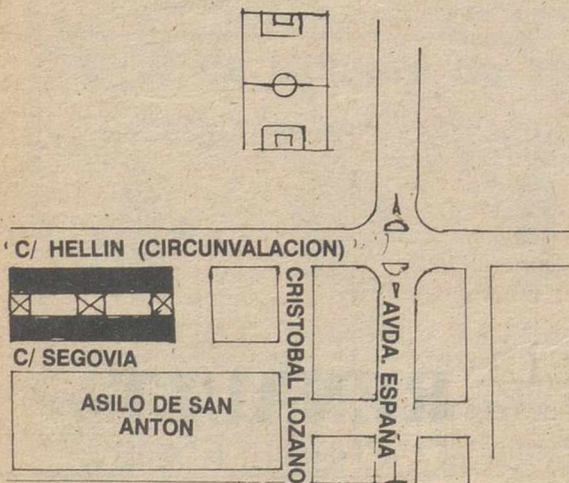 C/ HELLIN (CIRCUNVALACION)
CRISTOBAL LOZANO
AVDA. ESPAÑA
C/ SEGOVIA
ASILO DE SAN
ANTON